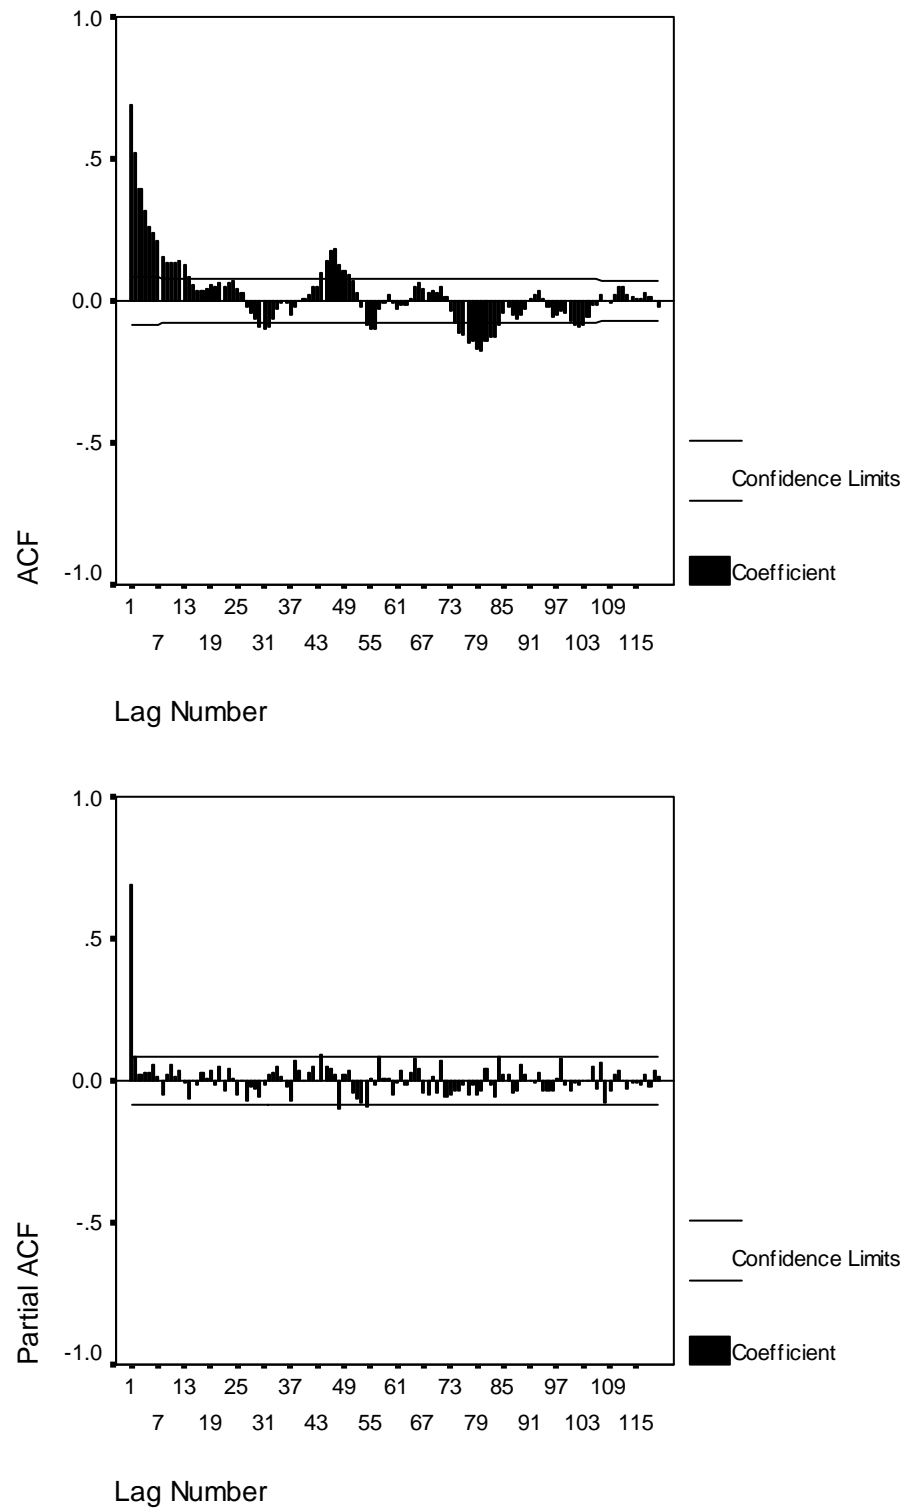 1.0
.5
0.0
-.5
-1.0
ACF
1 13 25 37 49 61 73 85 97 109
7 19 31 43 55 67 79 91 103 115
Lag Number
Confidence Limits
Coefficient
1.0
.5
0.0
-.5
-1.0
Partial ACF
1 13 25 37 49 61 73 85 97 109
7 19 31 43 55 67 79 91 103 115
Lag Number
Confidence Limits
Coefficient